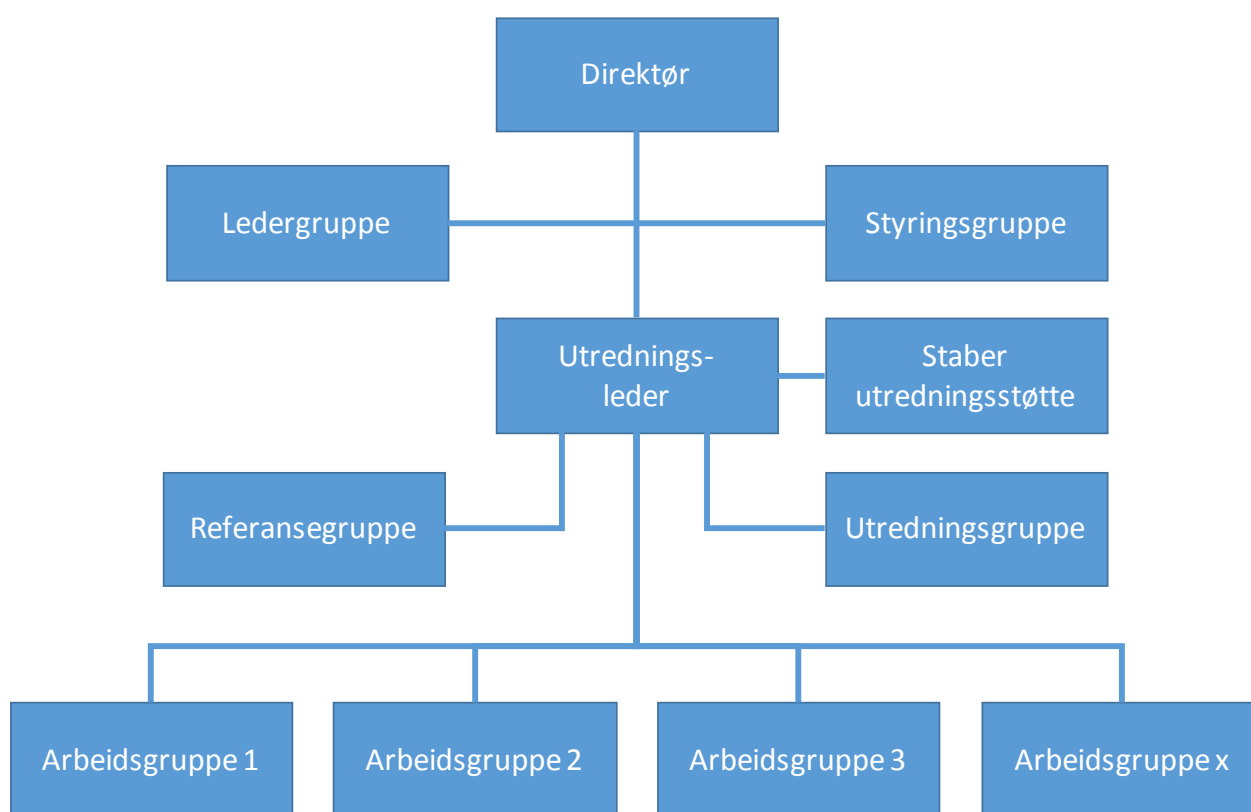 Direktør
Ledergruppe
Styringsgruppe
Utrednings-
leder
Staber
utredningsstøtte
Referansegruppe
Utredningsgruppe
Arbeidsgruppe 1
Arbeidsgruppe 2
Arbeidsgruppe 3
Arbeidsgruppe x